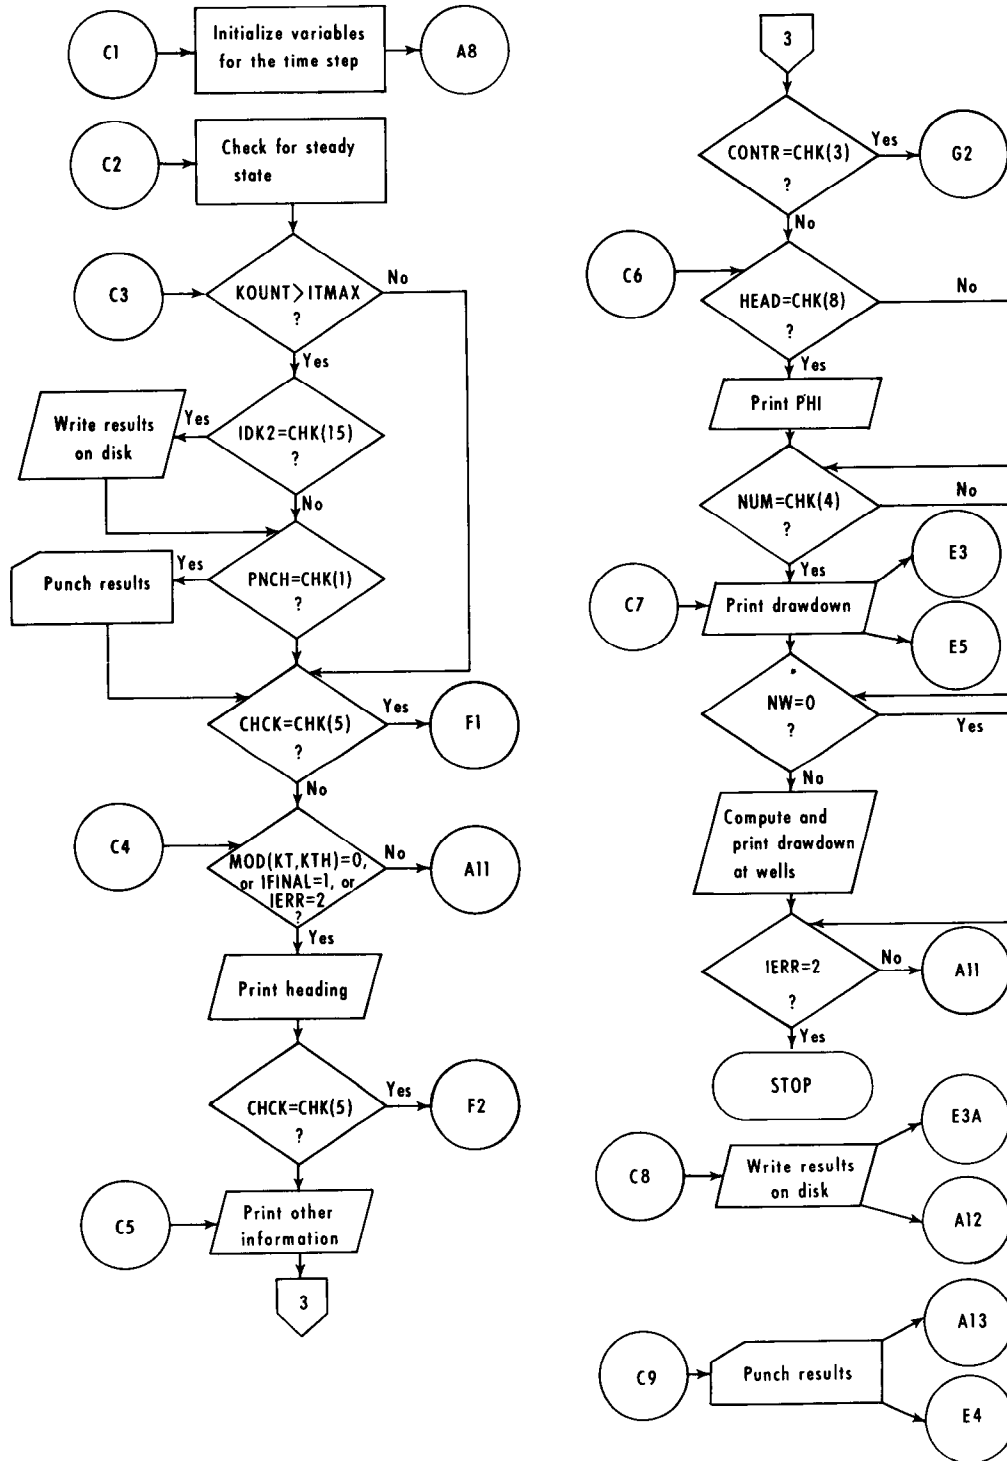 C1
Initialize variables
for the time step
A8
C2
Check for steady
state
C3
KOUNT>ITMAX
?
No
Yes
IDK2=CHK(15)
?
Yes
Write results
on disk
No
PNCH=CHK(1)
?
Yes
Punch results
CHCK=CHK(5)
?
Yes
F1
No
C4
MOD(KT,KTH)=0,
or IFINAL=1, or
IERR=2
?
No
A11
Yes
Print heading
CHCK=CHK(5)
?
Yes
F2
C5
Print other
information
3
3
CONTR=CHK(3)
?
Yes
G2
No
C6
HEAD=CHK(8)
?
No
Yes
Print PHI
NUM=CHK(4)
?
No
Yes
C7
Print drawdown
E3
E5
NW=0
?
Yes
No
Compute and
print drawdown
at wells
IERR=2
?
No
A11
Yes
STOP
C8
Write results
on disk
E3A
A12
C9
Punch results
A13
E4